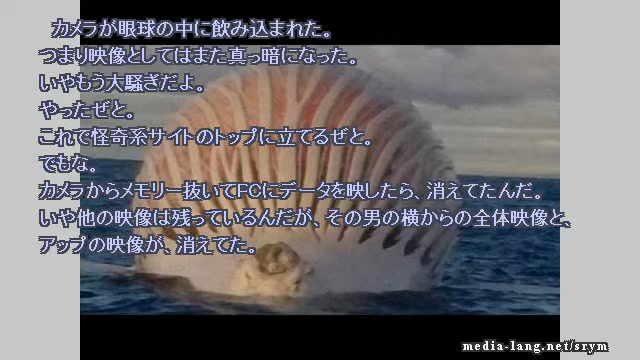 カメラが眼球の中に飲み込まれた。
つまり映像としてはまた真っ暗になった。
いやもう大騒ぎだよ。
やったぜと。
これで怪奇系サイトのトップに立てるぜと。
でもな。
カメラからメモリー抜いてPCにデータを映したら、消えてたんだ。
いや他の映像は残っているんだが、その男の横からの全体映像と、
アップの映像が、消えてた。
media-lang.net/srym